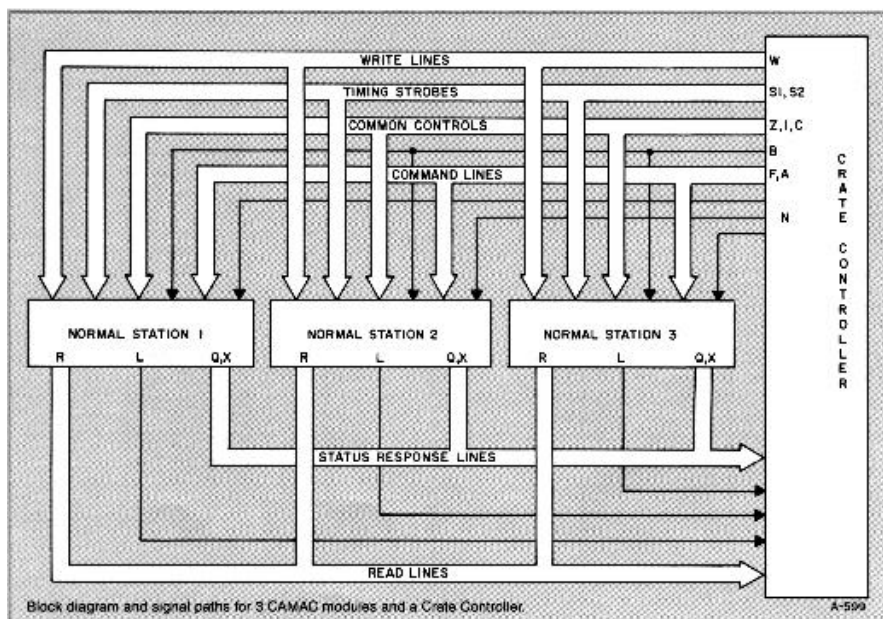 WRITE LINES
W
TIMING STROBES
S1, S2
COMMON CONTROLS
Z, I, C
B
COMMAND LINES
F, A
N
CRATE CONTROLLER
NORMAL STATION 1
R L Q,X
NORMAL STATION 2
R L Q,X
NORMAL STATION 3
R L Q,X
STATUS RESPONSE LINES
READ LINES
Block diagram and signal paths for 3 CAMAC modules and a Crate Controller.
A-599